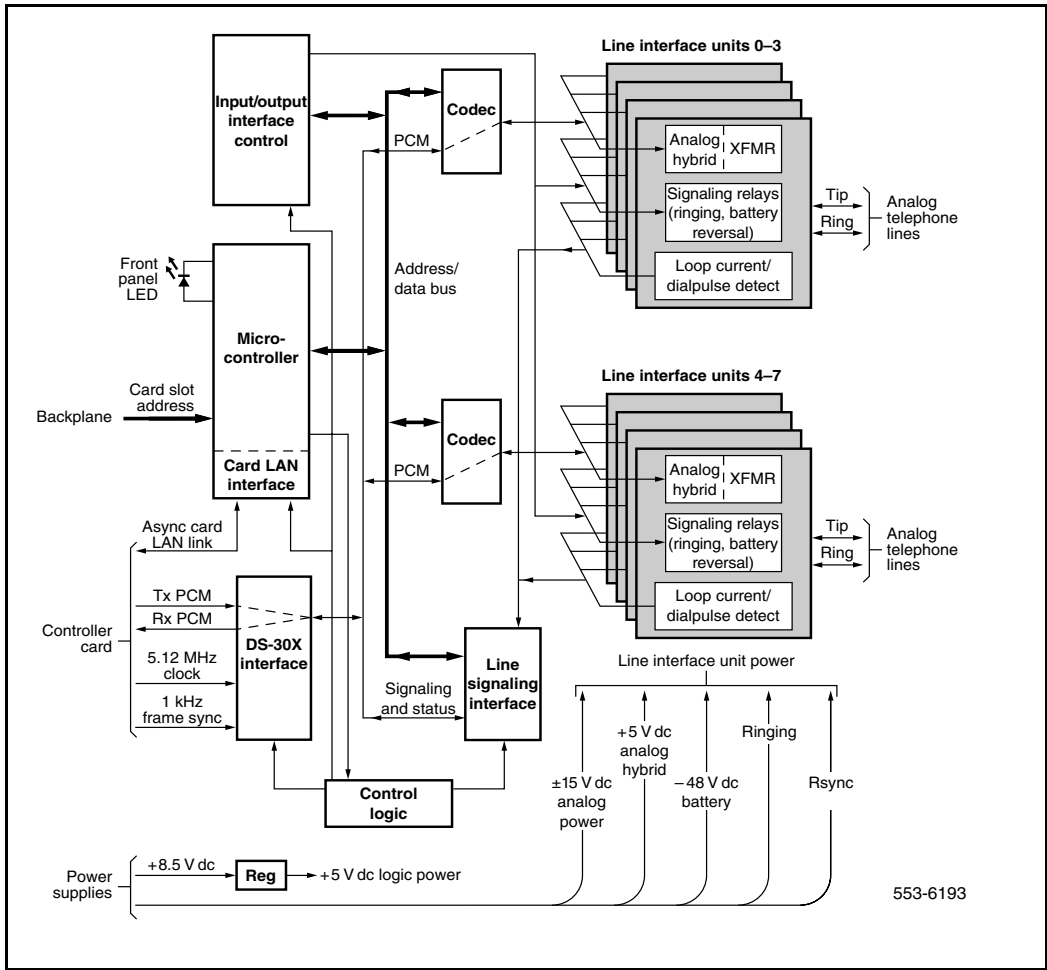 Line interface units 0–3
Input/output
interface
control
Codec
PCM
Analog
hybrid
XFMR
Signaling relays
(ringing, battery
reversal)
Loop current/
dialpulse detect
Tip
Ring
Analog
telephone
lines
Front
panel
LED
Address/
data bus
Micro-
controller
Line interface units 4–7
Card slot
address
Backplane
Codec
PCM
Card LAN
interface
Analog
hybrid
XFMR
Signaling relays
(ringing, battery
reversal)
Loop current/
dialpulse detect
Tip
Ring
Analog
telephone
lines
Async card
LAN link
Tx PCM
Rx PCM
Controller
card
5.12 MHz
clock
1 kHz
frame sync
DS-30X
interface
Signaling
and status
Line
signaling
interface
Line interface unit power
±15 V dc
analog
power
+5 V dc
analog
hybrid
–48 V dc
battery
Ringing
Rsync
Control
logic
Power
supplies
+8.5 V dc
Reg
+5 V dc logic power
553-6193